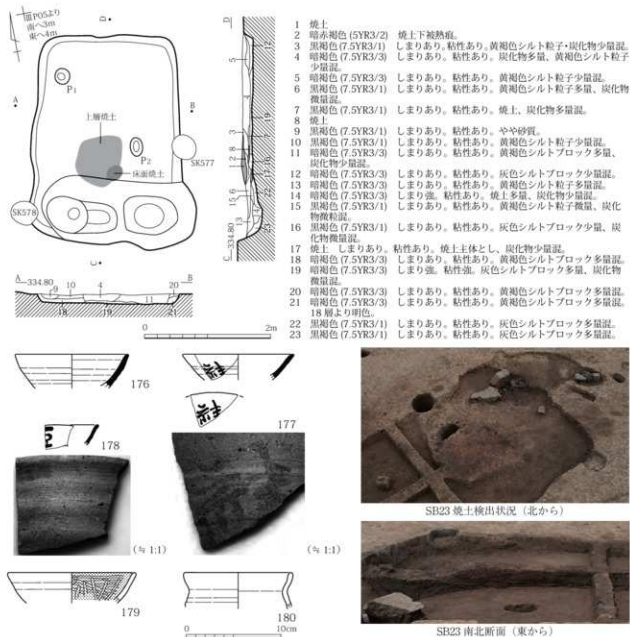 P05より
南へ3m
東へ4m
D
D
A
B
P1
上層焼土
P2
床面焼土
SK577
SK578
C
C 334.80
A 334.80
B
9 10 4 20
18 19 11 21
0 2m
1 焼土
2 暗赤褐色 (5YR3/2) 焼土下被熱痕。
3 黒褐色 (7.5YR3/1) しまりあり。粘性あり。黄褐色シルト粒子・炭化物少量混。
4 暗褐色 (7.5YR3/3) しまりあり。粘性あり。炭化物多量、黄褐色シルト粒子
少量混。
5 暗褐色 (7.5YR3/3) しまりあり。粘性あり。黄褐色シルト粒子少量混。
6 黒褐色 (7.5YR3/1) しまりあり。粘性あり。黄褐色シルト粒子多量、炭化物
微量混。
7 黒褐色 (7.5YR3/1) しまりあり。粘性あり。焼土、炭化物多量混。
8 焼土
9 黒褐色 (7.5YR3/1) しまりあり。粘性あり。やや砂質。
10 黒褐色 (7.5YR3/1) しまりあり。粘性あり。黄褐色シルト粒子少量混。
11 暗褐色 (7.5YR3/3) しまりあり。粘性あり。黄褐色シルトブロック多量、
炭化物少量混。
12 暗褐色 (7.5YR3/3) しまりあり。粘性あり。灰色シルトブロック少量混。
13 暗褐色 (7.5YR3/3) しまりあり。粘性あり。黄褐色シルト粒子多量混。
14 暗褐色 (7.5YR3/3) しまり強。粘性あり。焼土多量、炭化物少量混。
15 黒褐色 (7.5YR3/1) しまりあり。粘性あり。黄褐色シルト粒子微量、炭化
物微粒混。
16 黒褐色 (7.5YR3/1) しまりあり。粘性あり。灰色シルトブロック少量、炭
化物微量混。
17 焼土 しまりあり。粘性あり。焼土主体とし、炭化物少量混。
18 暗褐色 (7.5YR3/3) しまりあり。粘性あり。黄褐色シルトブロック多量混。
19 暗褐色 (7.5YR3/3) しまり強。粘性強。灰色シルトブロック多量、炭化物
微量混。
20 暗褐色 (7.5YR3/3) しまりあり。粘性あり。黄褐色シルトブロック多量混。
21 暗褐色 (7.5YR3/3) しまりあり。粘性あり。黄褐色シルトブロック多量混。
18 層より明色。
22 黒褐色 (7.5YR3/1) しまりあり。粘性あり。灰色シルトブロック多量混。
23 黒褐色 (7.5YR3/1) しまりあり。粘性あり。灰色シルトブロック多量混。
176
177
178
(≒ 1:1)
(≒ 1:1)
179
180
0 10cm
SB23 焼土検出状況（北から）
SB23 南北断面（東から）